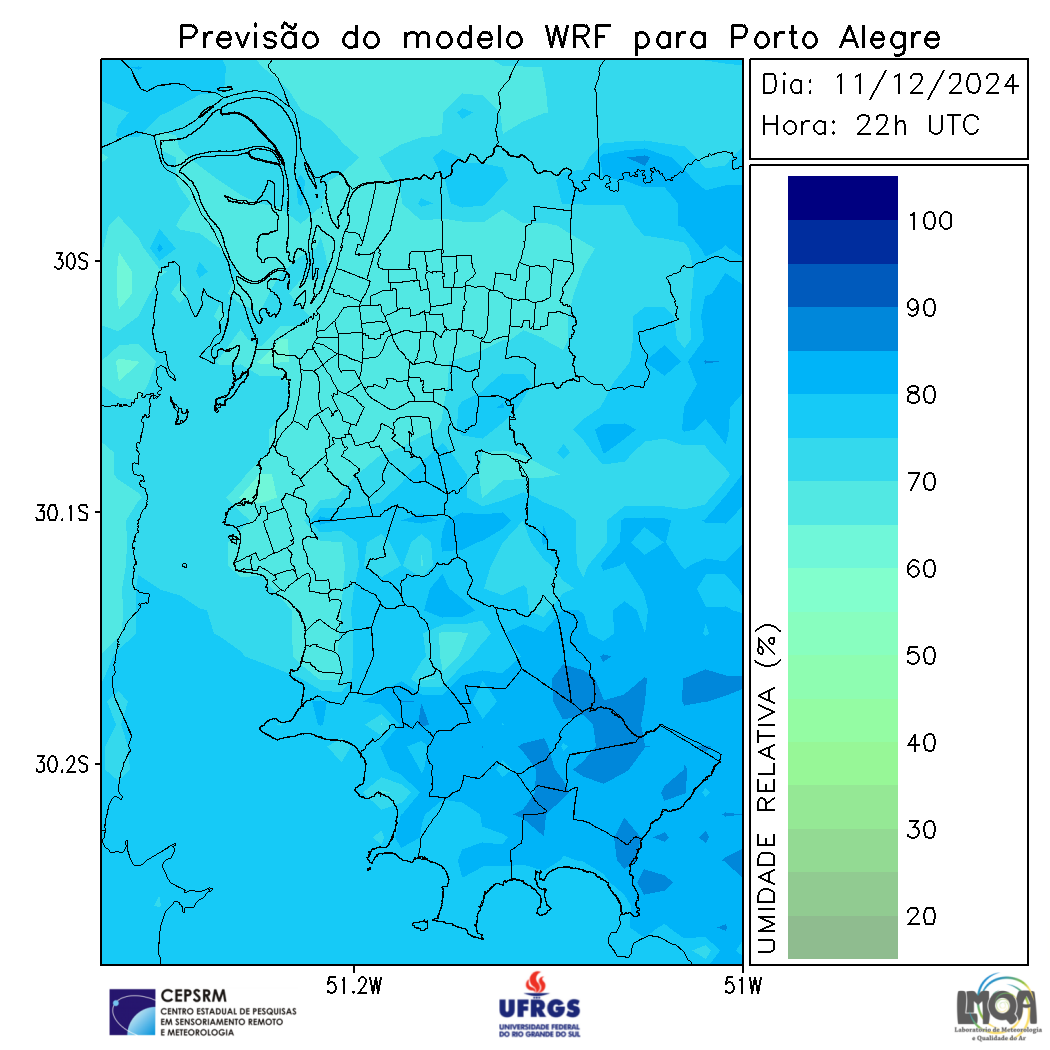 Previsão do modelo WRF para Porto Alegre
Dia: 11/12/2024
Hora: 22h UTC
30S
30.1S
30.2S
51.2W
51W
100
90
80
70
60
50
40
30
20
UMIDADE RELATIVA (%)
CEPSRM
CENTRO ESTADUAL DE PESQUISAS
EM SENSORIAMENTO REMOTO
E METEOROLOGIA
UFRGS
UNIVERSIDADE FEDERAL
DO RIO GRANDE DO SUL
LMQA
Laboratório de Meteorologia
e Qualidade do Ar